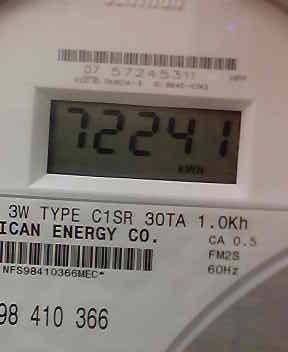 57 57245311
72241
KWH
3W TYPE C1SR 30TA 1.0Kh
ICAN ENERGY CO.
CA 0.5
FM2S
60Hz
NFS98410366MEC*
98 410 366